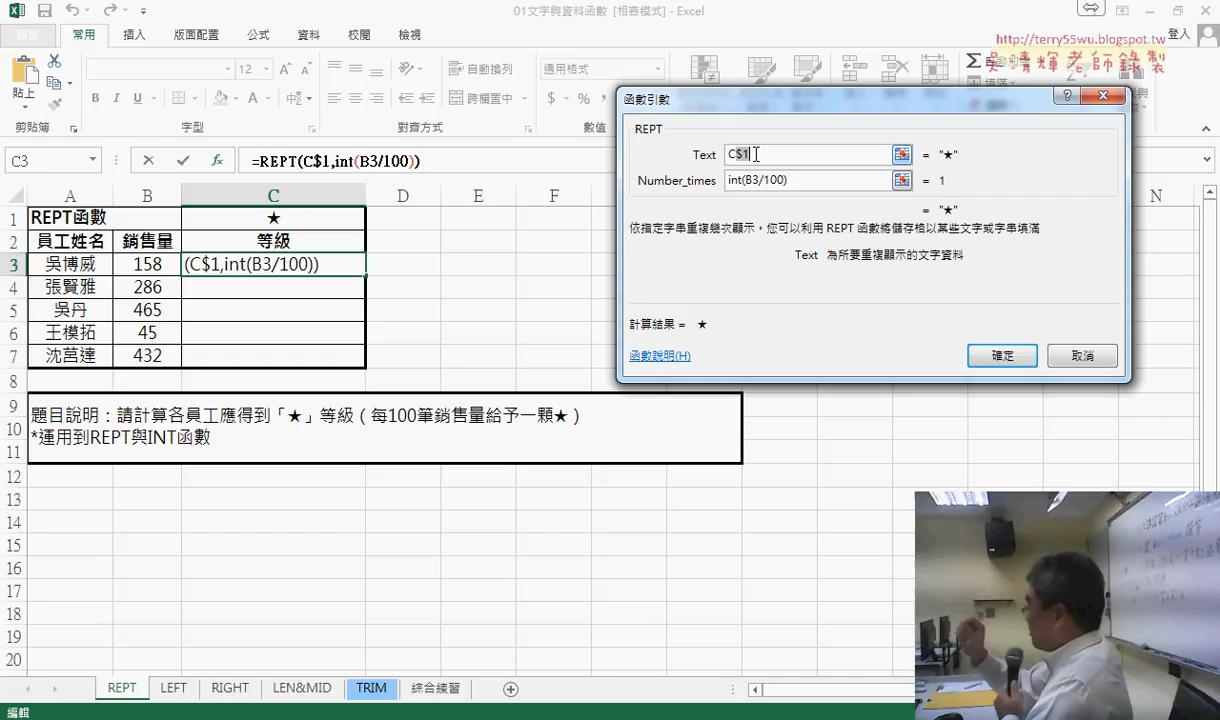 01文字與資料函數 [相容模式] - Excel
http://terry55wu.blogspot.tw
登入
吳清輝老師錄製
常用 插入 版面配置 公式 資料 校閱 檢視
貼上
12
自動換列
跨欄置中
通用格式
B I U
$ %
剪貼簿 字型 對齊方式 數值
C3
fx
=REPT(C$1,int(B3/100))
A B C D E F N
1 REPT函數 ★
2 員工姓名 銷售量 等級
3 吳博威 158 (C$1,int(B3/100))
4 張賢雅 286
5 吳丹 465
6 王模拓 45
7 沈莒達 432
8
9 題目說明：請計算各員工應得到「★」等級（每100筆銷售量給予一顆★）
10 *運用到REPT與INT函數
11
12
13
14
15
16
17
18
19
20
函數引數
REPT
Text C$1 = "★"
Number_times int(B3/100) = 1
= "★"
依指定字串重複幾次顯示。您可以利用 REPT 函數將儲存格以某些文字或字串填滿
Text 為所要重複顯示的文字資料
計算結果 = ★
函數說明(H)
確定 取消
REPT LEFT RIGHT LEN&MID TRIM 綜合練習
編輯